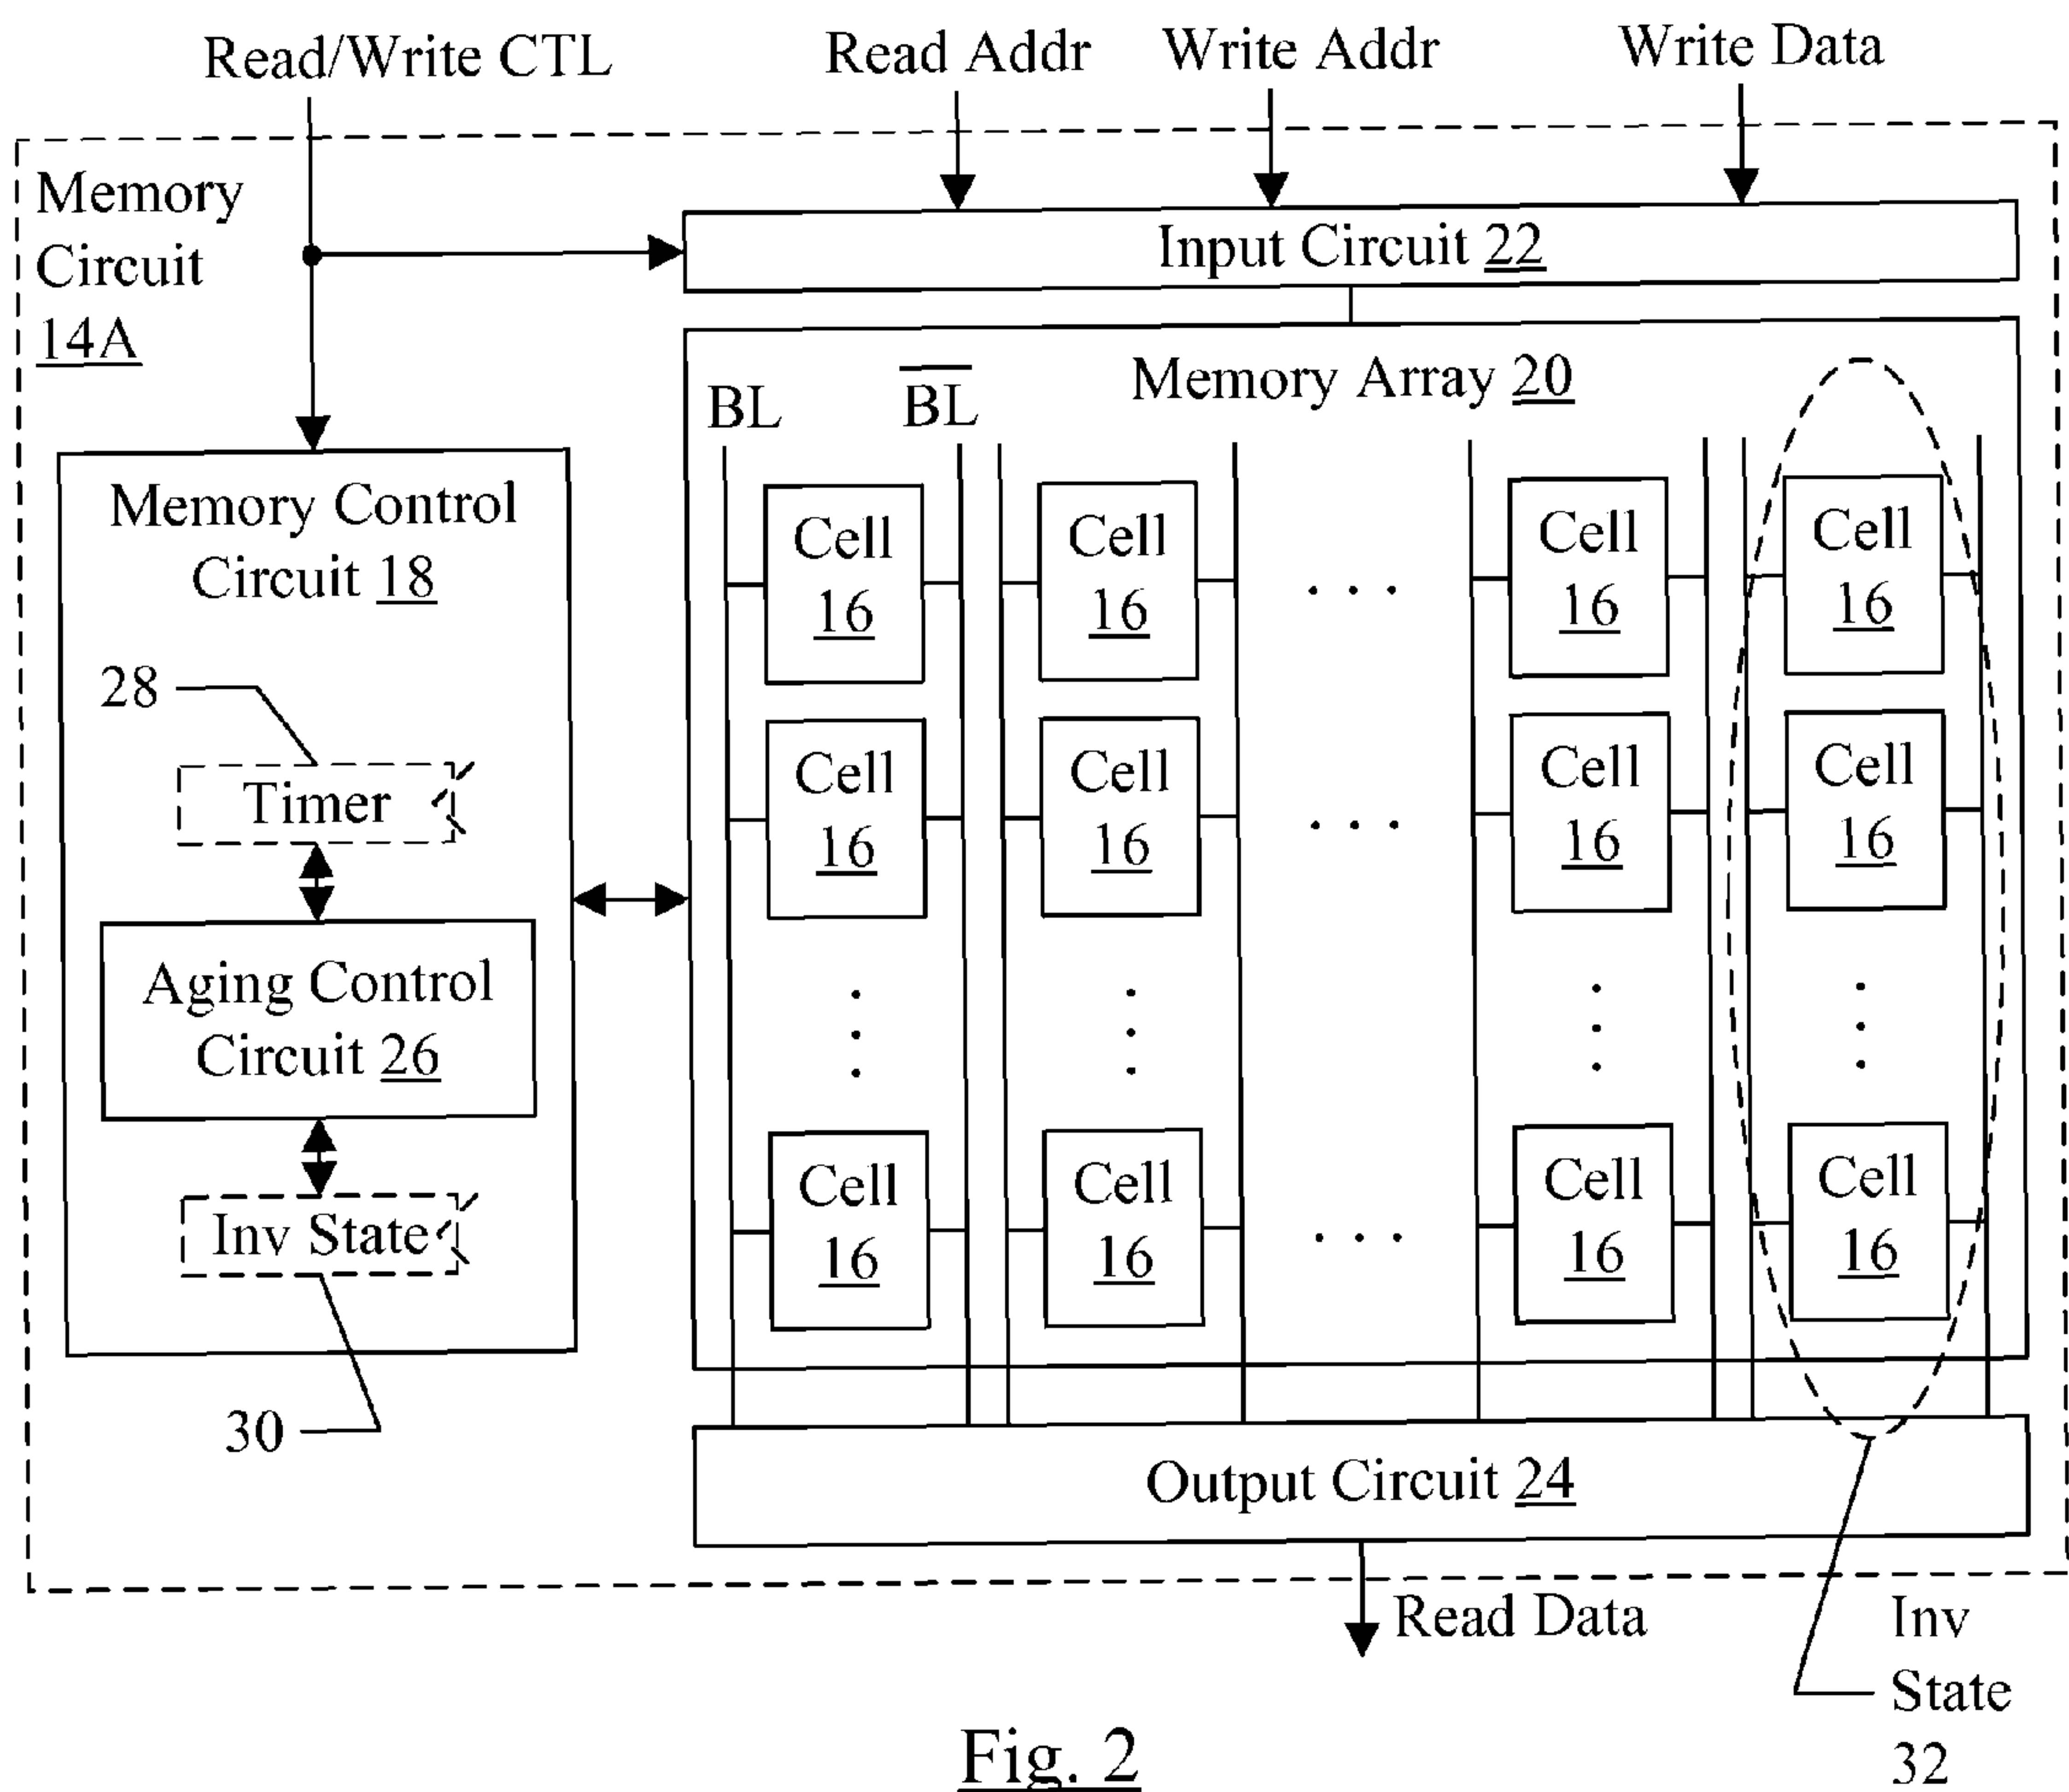 Read/Write CTL
Read Addr
Write Addr
Write Data
Memory
Circuit
14A
Input Circuit 22
Memory Array 20
BL
BL
Memory Control
Circuit 18
Cell
16
Cell
16
. . .
Cell
16
Cell
16
28
Timer
Cell
16
Cell
16
. . .
Cell
16
Cell
16
Aging Control
Circuit 26
Inv State
Cell
16
Cell
16
. . .
Cell
16
Cell
16
30
Output Circuit 24
Read Data
Inv
State
32
Fig. 2